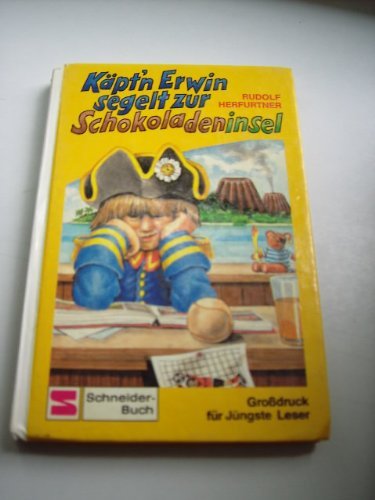 Käpt'n Erwin
segelt zur
Schokoladeninsel
RUDOLF
HERFURTNER
Schneider-
Buch
Großdruck
für Jüngste Leser